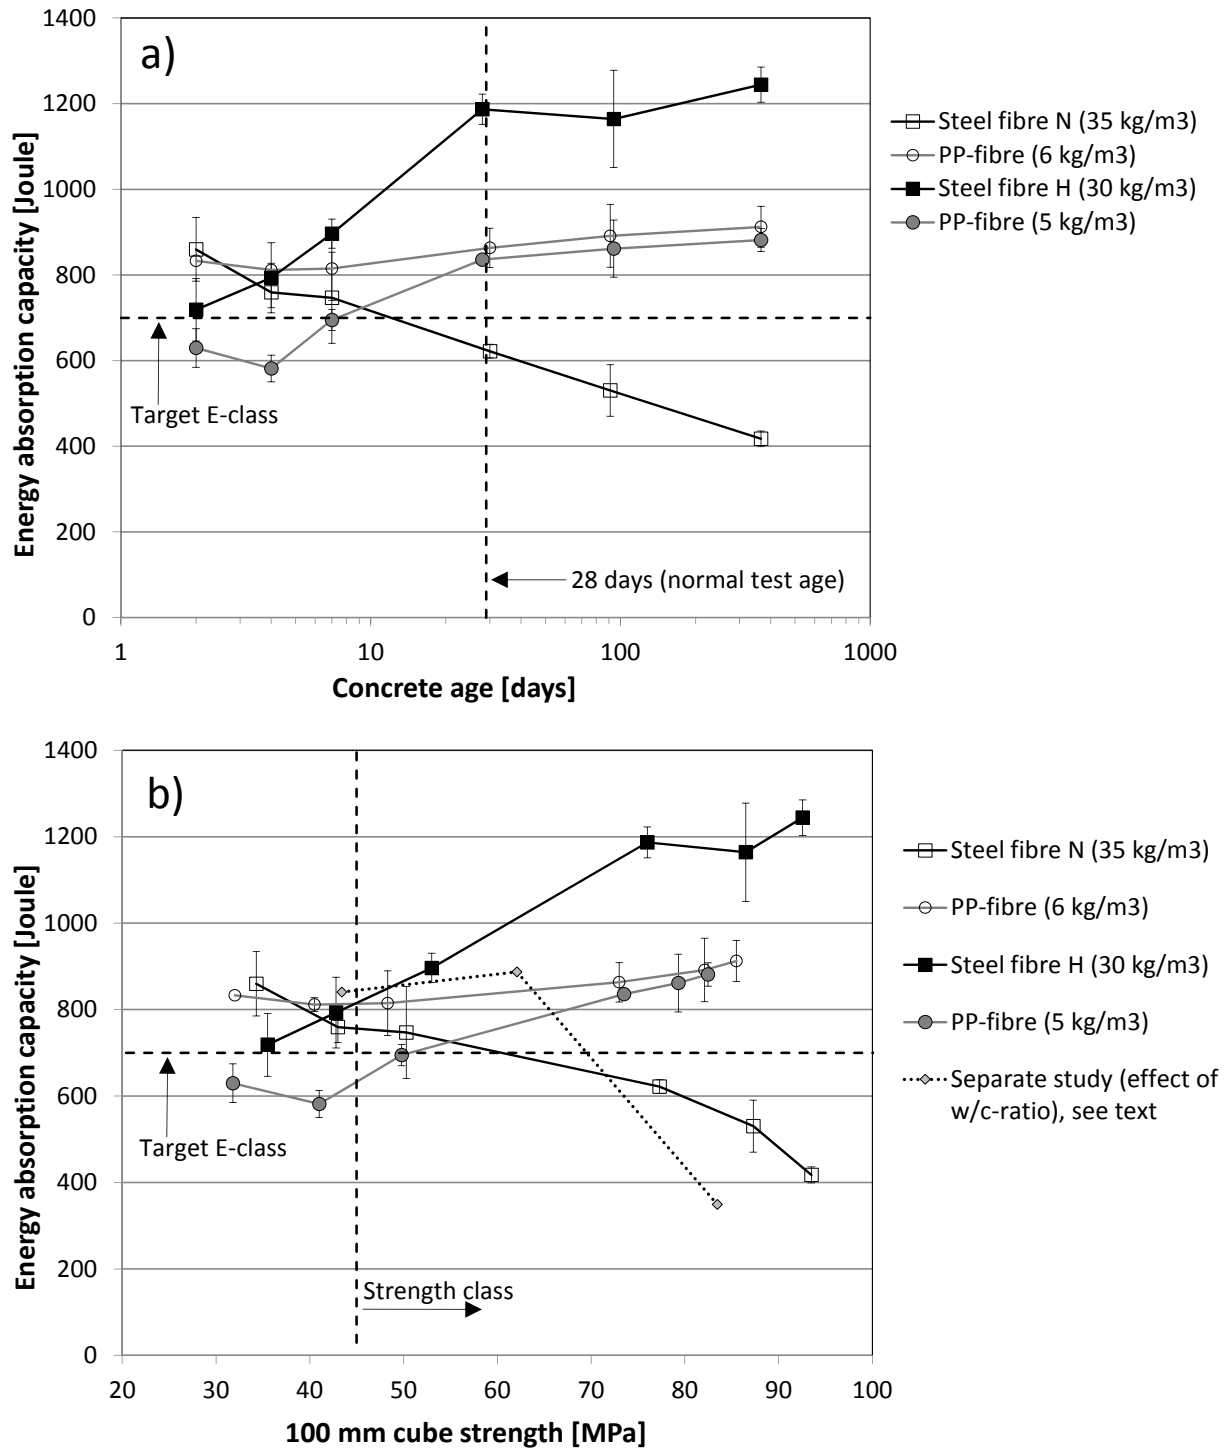 a)
1400
1200
1000
800
600
400
200
0
Energy absorption capacity [Joule]
Target E-class
28 days (normal test age)
1 10 100 1000
Concrete age [days]
Steel fibre N (35 kg/m3)
PP-fibre (6 kg/m3)
Steel fibre H (30 kg/m3)
PP-fibre (5 kg/m3)
b)
1400
1200
1000
800
600
400
200
0
Energy absorption capacity [Joule]
Target E-class
Strength class
20 30 40 50 60 70 80 90 100
100 mm cube strength [MPa]
Steel fibre N (35 kg/m3)
PP-fibre (6 kg/m3)
Steel fibre H (30 kg/m3)
PP-fibre (5 kg/m3)
Separate study (effect of
w/c-ratio), see text